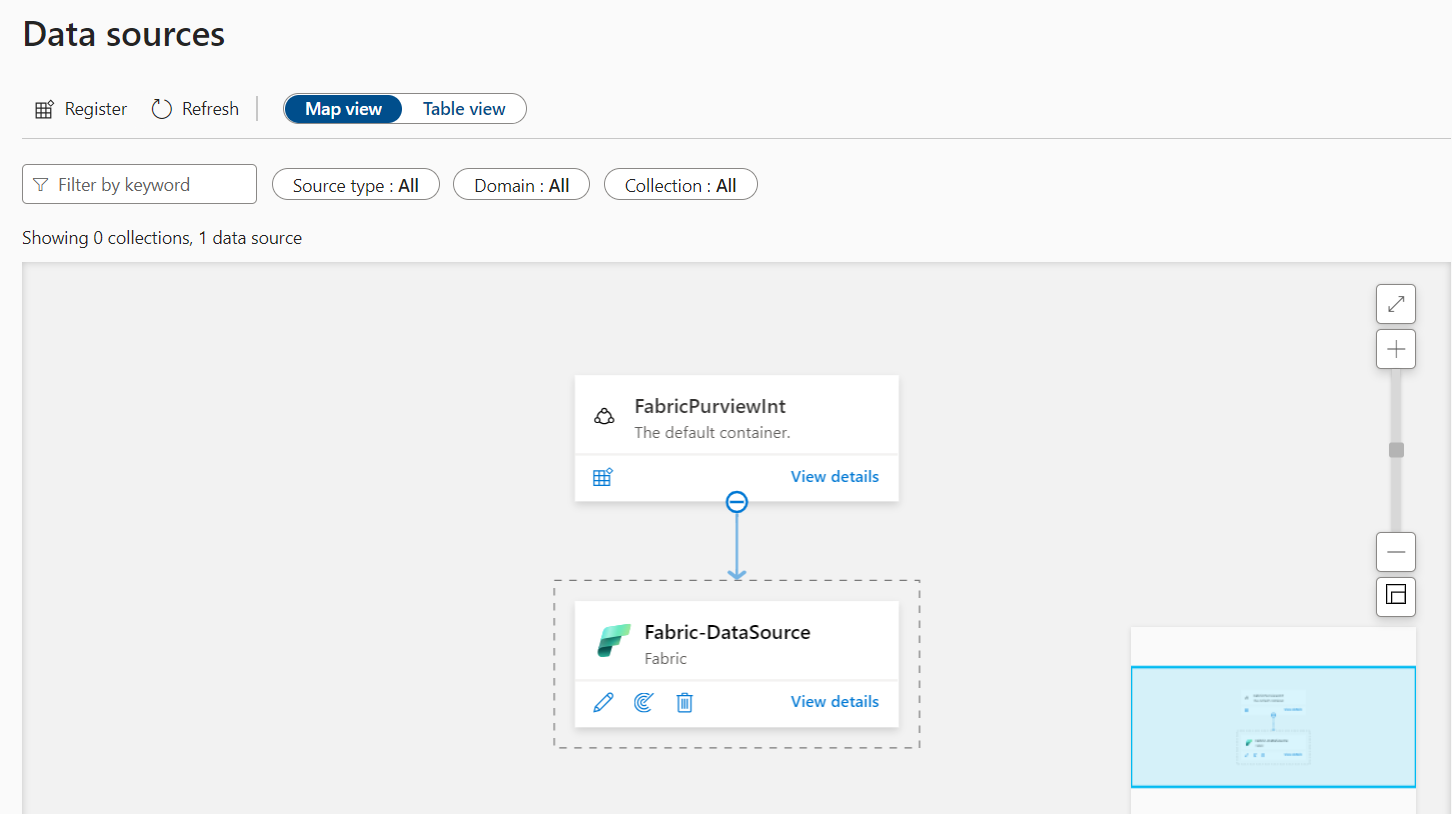 Data sources
Register Refresh Map view Table view
Filter by keyword Source type : All Domain : All Collection : All
Showing 0 collections, 1 data source
FabricPurviewInt
The default container.
View details
Fabric-DataSource
Fabric
View details